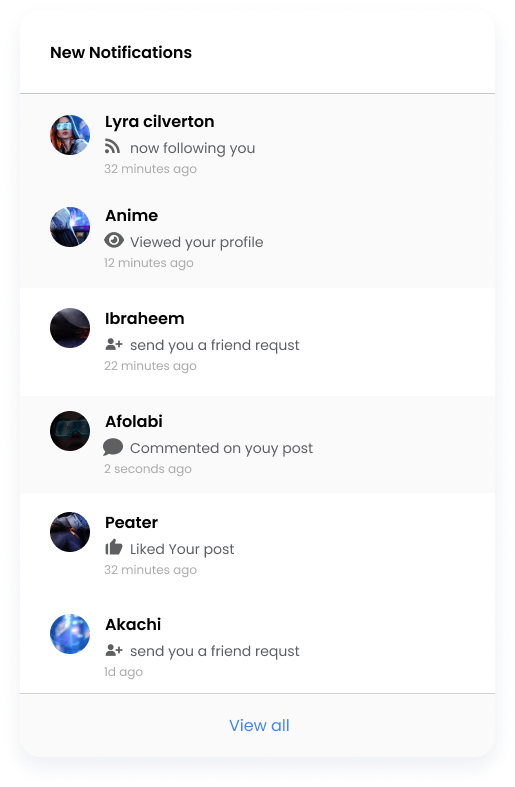 New Notifications
Lyra cilverton
now following you
32 minutes ago
Anime
Viewed your profile
12 minutes ago
Ibraheem
send you a friend requst
22 minutes ago
Afolabi
Commented on youy post
2 seconds ago
Peater
Liked Your post
32 minutes ago
Akachi
send you a friend requst
1d ago
View all